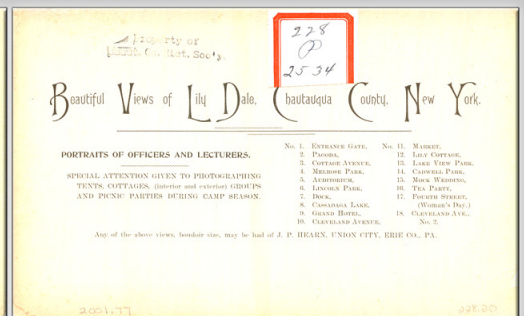 Property of
Hist. Soc'y.
228
P
2534
Beautiful Views of Lily Dale, Chautauqua County, New York.
PORTRAITS OF OFFICERS AND LECTURERS.
SPECIAL ATTENTION GIVEN TO PHOTOGRAPHING
TENTS, COTTAGES, (interior and exterior) GROUPS
AND PICNIC PARTIES DURING CAMP SEASON.
No. 1. ENTRANCE GATE,
2. PAGODA,
3. COTTAGE AVENUE,
4. MELROSE PARK,
5. AUDITORIUM,
6. LINCOLN PARK,
7. DOCK,
8. CASSADAGA LAKE,
9. GRAND HOTEL,
10. CLEVELAND AVENUE,
No. 11. MARKET,
12. LILY COTTAGE,
13. LAKE VIEW PARK,
14. CADWELL PARK,
15. MOCK WEDDING,
16. TEA PARTY,
17. FOURTH STREET,
(Woman's Day.)
18. CLEVELAND AVE.,
No. 2.
Any of the above views, boudoir size, may be had of J. P. HEARN, UNION CITY, ERIE CO., PA.
2001.77